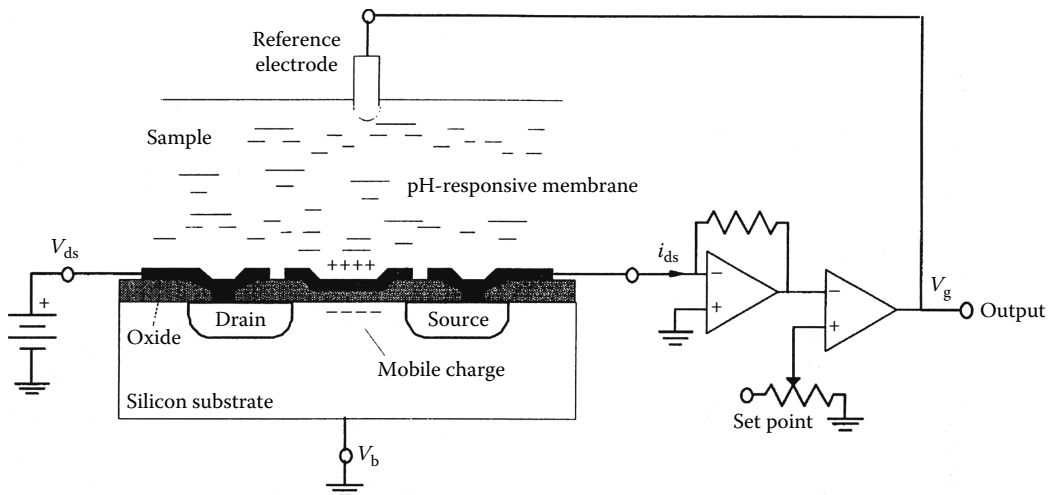 Reference
electrode
Sample
pH-responsive membrane
V_ds
+
++++
i_ds
−
+
−
+
V_g
Output
Drain
Source
Oxide
Mobile charge
Silicon substrate
Set point
V_b